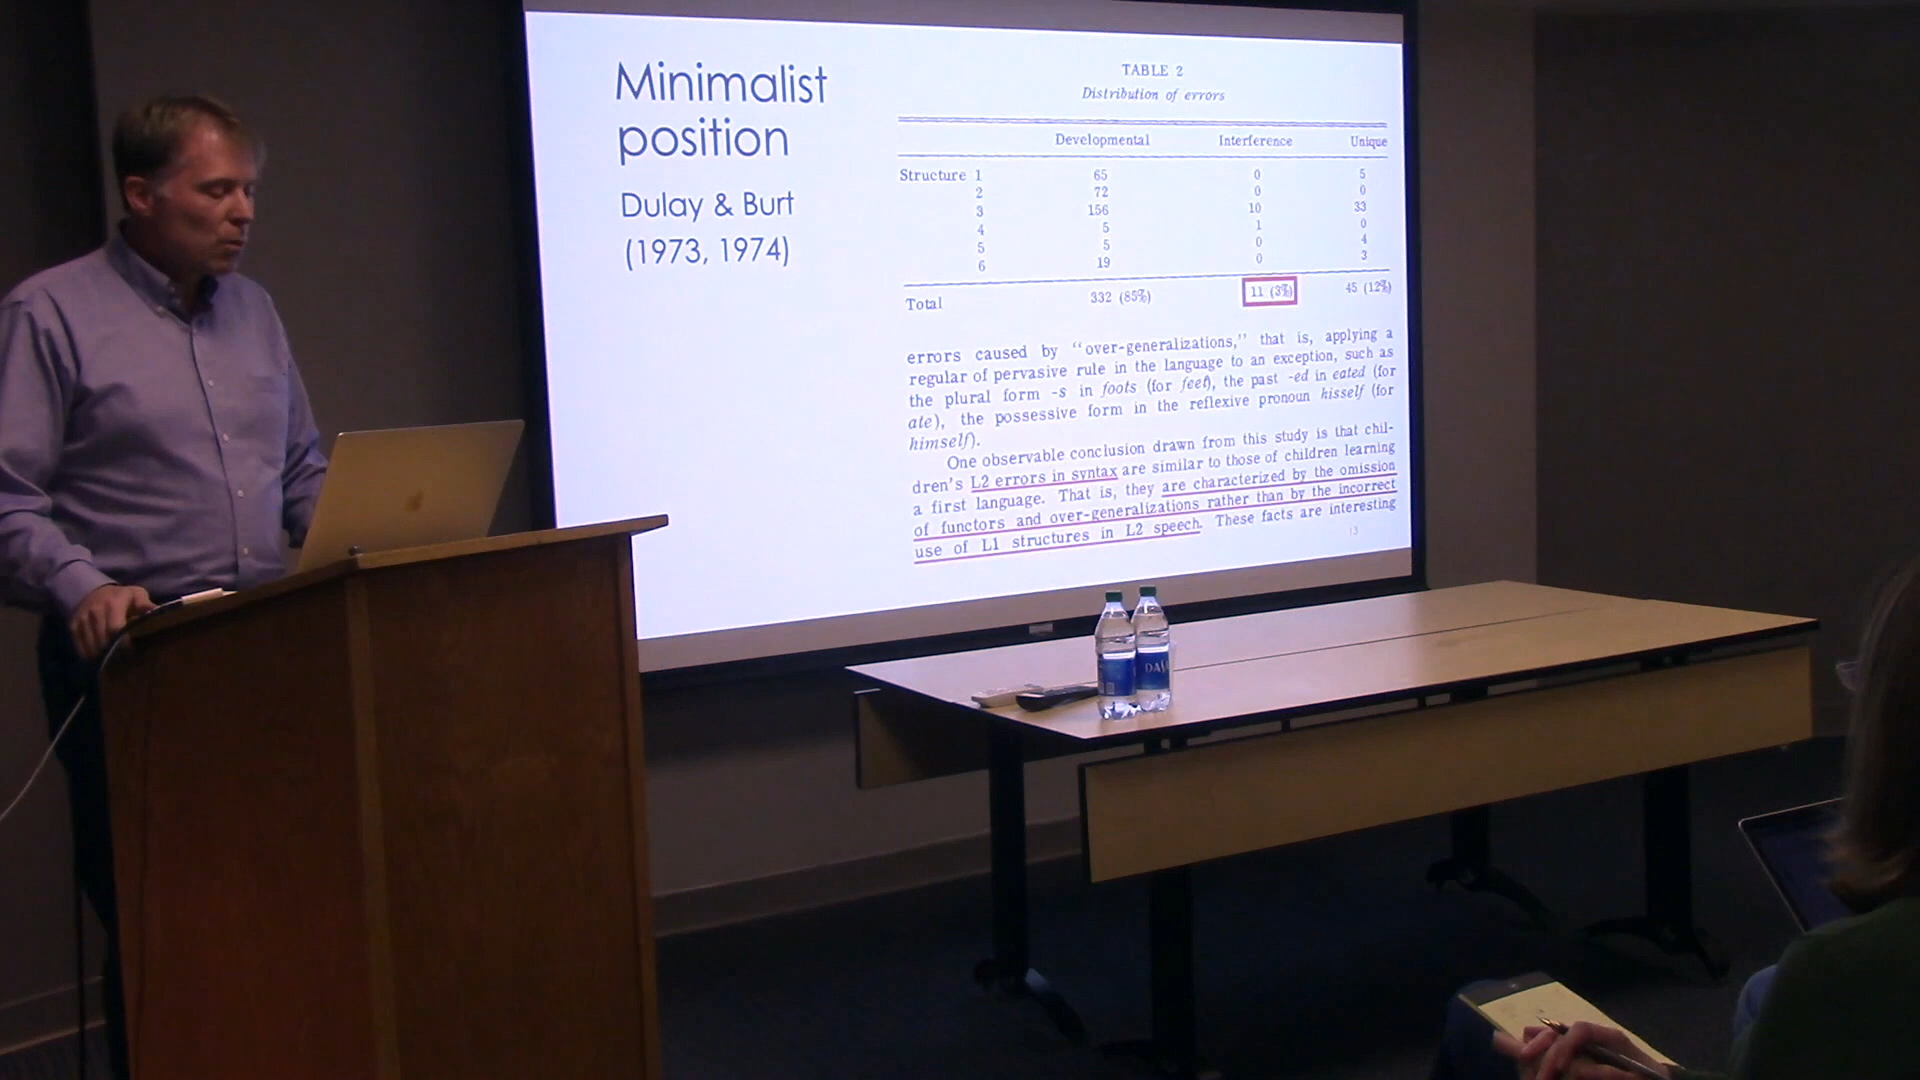 Minimalist
position
Dulay & Burt
(1973, 1974)
TABLE 2
Distribution of errors
Developmental Interference Unique
Structure 1 65 0 5
2 72 0 0
3 156 10 33
4 5 1 0
5 5 0 4
6 19 0 3
Total 332 (85%) 11 (3%) 45 (12%)
errors caused by "over-generalizations," that is, applying a
regular of pervasive rule in the language to an exception, such as
the plural form -s in foots (for feet), the past -ed in eated (for
ate), the possessive form in the reflexive pronoun hisself (for
himself).
One observable conclusion drawn from this study is that chil-
dren's L2 errors in syntax are similar to those of children learning
a first language. That is, they are characterized by the omission
of functors and over-generalizations rather than by the incorrect
use of L1 structures in L2 speech. These facts are interesting
13